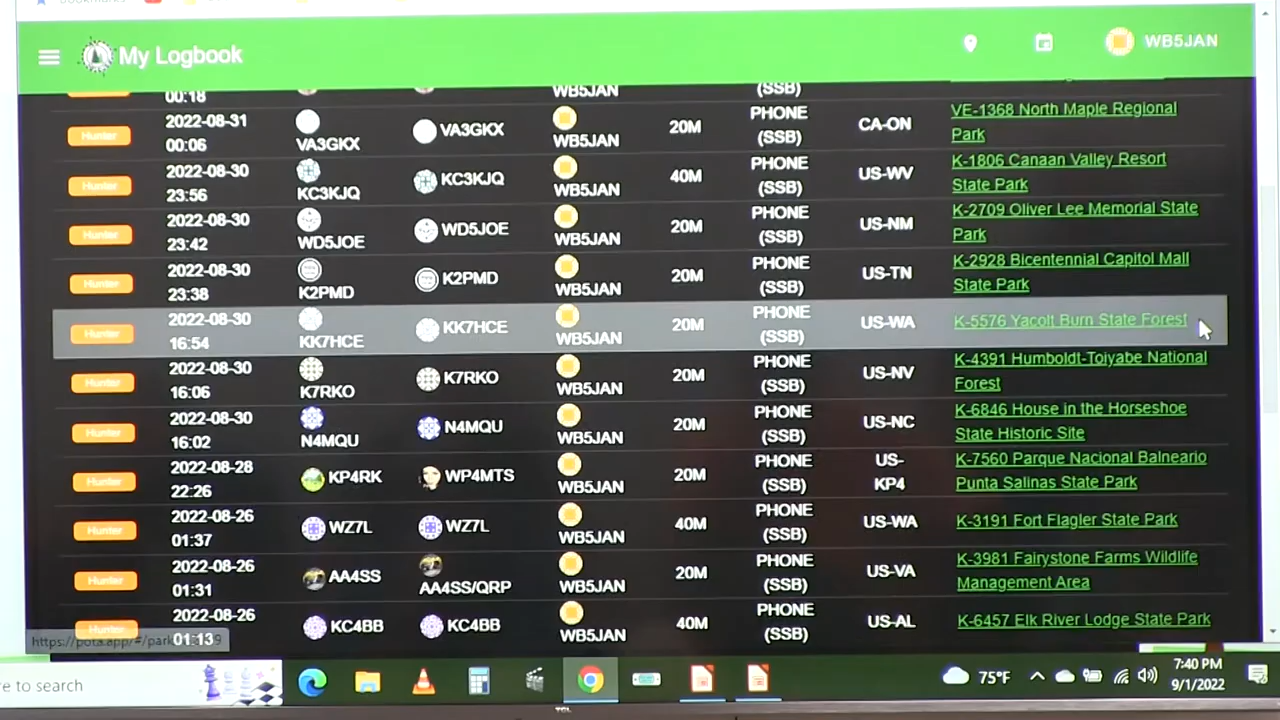 My Logbook
WB5JAN
00:18 WB5JAN (SSB)
Hunter 2022-08-31 00:06 VA3GKX VA3GKX WB5JAN 20M PHONE (SSB) CA-ON VE-1368 North Maple Regional Park
Hunter 2022-08-30 23:56 KC3KJQ KC3KJQ WB5JAN 40M PHONE (SSB) US-WV K-1806 Canaan Valley Resort State Park
Hunter 2022-08-30 23:42 WD5JOE WD5JOE WB5JAN 20M PHONE (SSB) US-NM K-2709 Oliver Lee Memorial State Park
Hunter 2022-08-30 23:38 K2PMD K2PMD WB5JAN 20M PHONE (SSB) US-TN K-2928 Bicentennial Capitol Mall State Park
Hunter 2022-08-30 16:54 KK7HCE KK7HCE WB5JAN 20M PHONE (SSB) US-WA K-5576 Yacolt Burn State Forest
Hunter 2022-08-30 16:06 K7RKO K7RKO WB5JAN 20M PHONE (SSB) US-NV K-4391 Humboldt-Toiyabe National Forest
Hunter 2022-08-30 16:02 N4MQU N4MQU WB5JAN 20M PHONE (SSB) US-NC K-6846 House in the Horseshoe State Historic Site
Hunter 2022-08-28 22:26 KP4RK WP4MTS WB5JAN 20M PHONE (SSB) US-KP4 K-7560 Parque Nacional Balneario Punta Salinas State Park
Hunter 2022-08-26 01:37 WZ7L WZ7L WB5JAN 40M PHONE (SSB) US-WA K-3191 Fort Flagler State Park
Hunter 2022-08-26 01:31 AA4SS AA4SS/QRP WB5JAN 20M PHONE (SSB) US-VA K-3981 Fairystone Farms Wildlife Management Area
Hunter 2022-08-26 01:13 KC4BB KC4BB WB5JAN 40M PHONE (SSB) US-AL K-6457 Elk River Lodge State Park
https://pota.app/#/park
re to search
75°F
7:40 PM
9/1/2022
TCL